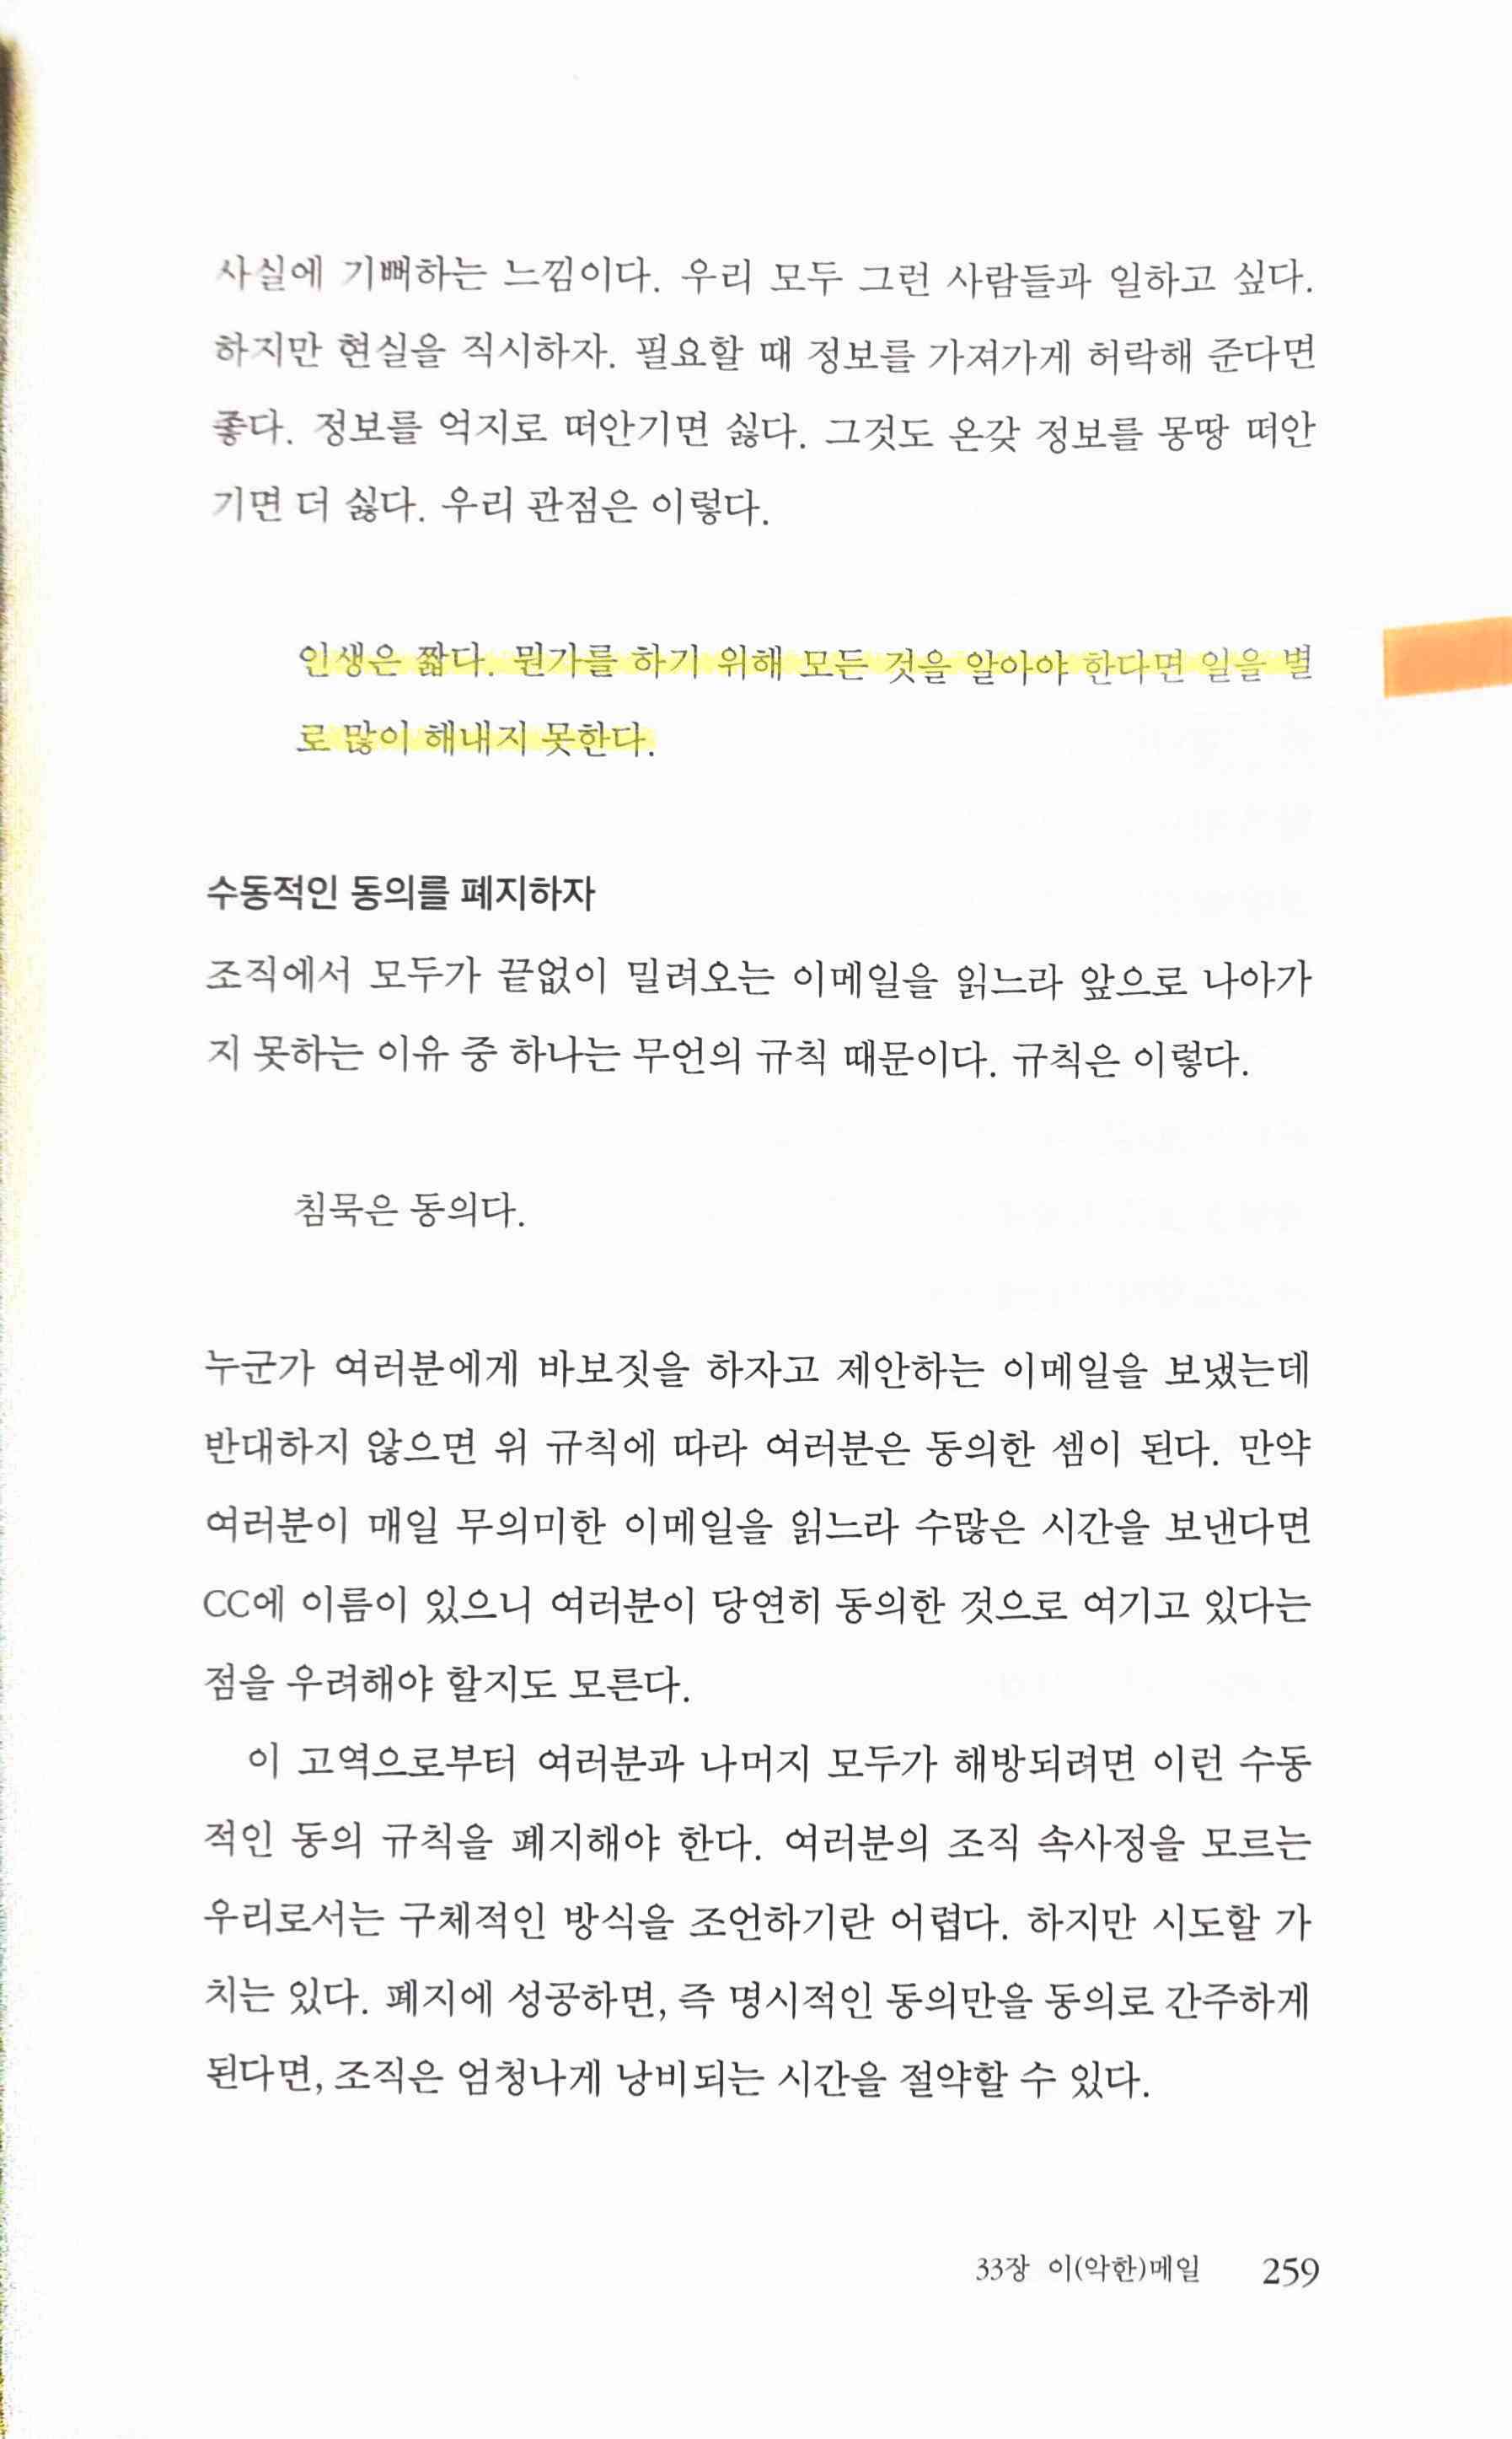 사실에 기뻐하는 느낌이다. 우리 모두 그런 사람들과 일하고 싶다.
하지만 현실을 직시하자. 필요할 때 정보를 가져가게 허락해 준다면
좋다. 정보를 억지로 떠안기면 싫다. 그것도 온갖 정보를 몽땅 떠안
기면 더 싫다. 우리 관점은 이렇다.
인생은 짧다. 뭔가를 하기 위해 모든 것을 알아야 한다면 일을 별
로 많이 해내지 못한다.
수동적인 동의를 폐지하자
조직에서 모두가 끝없이 밀려오는 이메일을 읽느라 앞으로 나아가
지 못하는 이유 중 하나는 무언의 규칙 때문이다. 규칙은 이렇다.
침묵은 동의다.
누군가 여러분에게 바보짓을 하자고 제안하는 이메일을 보냈는데
반대하지 않으면 위 규칙에 따라 여러분은 동의한 셈이 된다. 만약
여러분이 매일 무의미한 이메일을 읽느라 수많은 시간을 보낸다면
CC에 이름이 있으니 여러분이 당연히 동의한 것으로 여기고 있다는
점을 우려해야 할지도 모른다.
이 고역으로부터 여러분과 나머지 모두가 해방되려면 이런 수동
적인 동의 규칙을 폐지해야 한다. 여러분의 조직 속사정을 모르는
우리로서는 구체적인 방식을 조언하기란 어렵다. 하지만 시도할 가
치는 있다. 폐지에 성공하면, 즉 명시적인 동의만을 동의로 간주하게
된다면, 조직은 엄청나게 낭비되는 시간을 절약할 수 있다.
33장 이(악한)메일 259